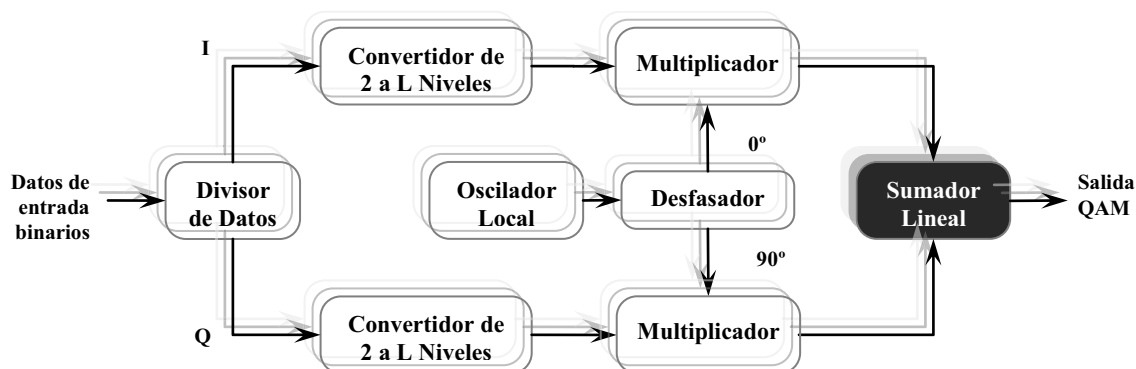 I
Convertidor de
2 a L Niveles
Multiplicador
0º
Datos de
entrada
binarios
Divisor
de Datos
Oscilador
Local
Desfasador
Sumador
Lineal
Salida
QAM
90º
Q
Convertidor de
2 a L Niveles
Multiplicador